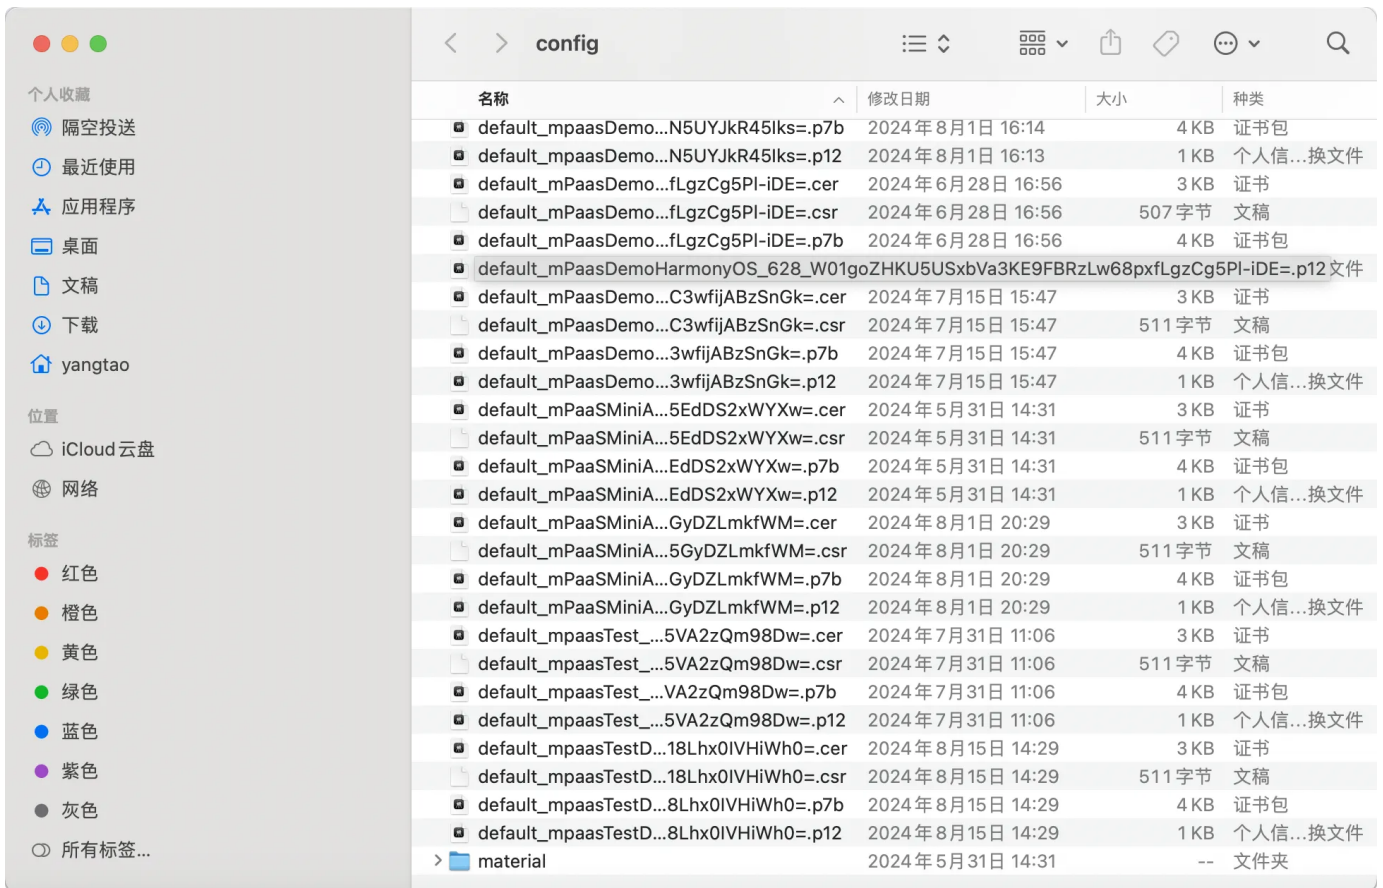 config
个人收藏
隔空投送
最近使用
应用程序
桌面
文稿
下载
yangtao
位置
iCloud云盘
网络
标签
红色
橙色
黄色
绿色
蓝色
紫色
灰色
所有标签...
名称 修改日期 大小 种类
default_mpaasDemo...N5UYJkR45Iks=.p7b 2024年8月1日 16:14 4 KB 证书包
default_mpaasDemo...N5UYJkR45Iks=.p12 2024年8月1日 16:13 1 KB 个人信...换文件
default_mPaasDemo...fLgzCg5PI-iDE=.cer 2024年6月28日 16:56 3 KB 证书
default_mPaasDemo...fLgzCg5PI-iDE=.csr 2024年6月28日 16:56 507字节 文稿
default_mPaasDemo...fLgzCg5PI-iDE=.p7b 2024年6月28日 16:56 4 KB 证书包
default_mPaasDemoHarmonyOS_628_W01goZHKU5USxbVa3KE9FBRzLw68pxfLgzCg5PI-iDE=.p12 文件
default_mPaasDemo...C3wfijABzSnGk=.cer 2024年7月15日 15:47 3 KB 证书
default_mPaasDemo...C3wfijABzSnGk=.csr 2024年7月15日 15:47 511字节 文稿
default_mPaasDemo...3wfijABzSnGk=.p7b 2024年7月15日 15:47 4 KB 证书包
default_mPaasDemo...3wfijABzSnGk=.p12 2024年7月15日 15:47 1 KB 个人信...换文件
default_mPaaSMiniA...5EdDS2xWYXw=.cer 2024年5月31日 14:31 3 KB 证书
default_mPaaSMiniA...5EdDS2xWYXw=.csr 2024年5月31日 14:31 511字节 文稿
default_mPaaSMiniA...EdDS2xWYXw=.p7b 2024年5月31日 14:31 4 KB 证书包
default_mPaaSMiniA...EdDS2xWYXw=.p12 2024年5月31日 14:31 1 KB 个人信...换文件
default_mPaaSMiniA...GyDZLmkfWM=.cer 2024年8月1日 20:29 3 KB 证书
default_mPaaSMiniA...5GyDZLmkfWM=.csr 2024年8月1日 20:29 511字节 文稿
default_mPaaSMiniA...GyDZLmkfWM=.p7b 2024年8月1日 20:29 4 KB 证书包
default_mPaaSMiniA...GyDZLmkfWM=.p12 2024年8月1日 20:29 1 KB 个人信...换文件
default_mpaasTest_...5VA2zQm98Dw=.cer 2024年7月31日 11:06 3 KB 证书
default_mpaasTest_...5VA2zQm98Dw=.csr 2024年7月31日 11:06 511字节 文稿
default_mpaasTest_...VA2zQm98Dw=.p7b 2024年7月31日 11:06 4 KB 证书包
default_mpaasTest_...5VA2zQm98Dw=.p12 2024年7月31日 11:06 1 KB 个人信...换文件
default_mpaasTestD...18Lhx0IVHiWh0=.cer 2024年8月15日 14:29 3 KB 证书
default_mpaasTestD...18Lhx0IVHiWh0=.csr 2024年8月15日 14:29 511字节 文稿
default_mpaasTestD...8Lhx0IVHiWh0=.p7b 2024年8月15日 14:29 4 KB 证书包
default_mpaasTestD...8Lhx0IVHiWh0=.p12 2024年8月15日 14:29 1 KB 个人信...换文件
material 2024年5月31日 14:31 -- 文件夹